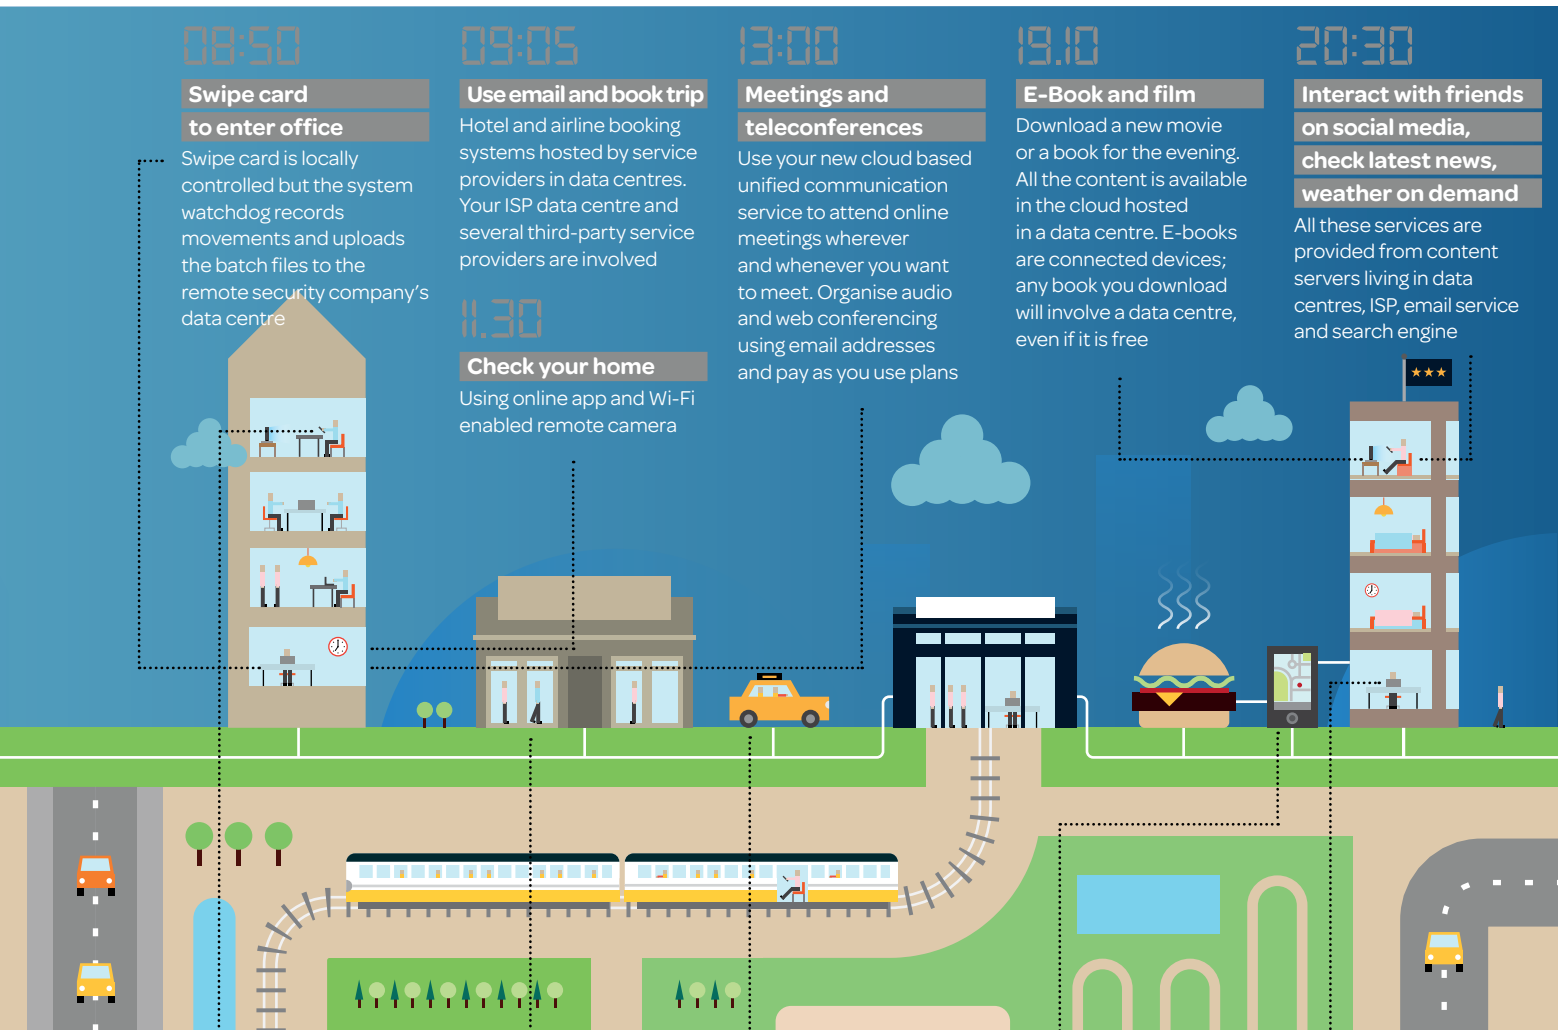 08:50
Swipe card
to enter office
Swipe card is locally
controlled but the system
watchdog records
movements and uploads
the batch files to the
remote security company's
data centre
09:05
Use email and book trip
Hotel and airline booking
systems hosted by service
providers in data centres.
Your ISP data centre and
several third-party service
providers are involved
11.30
Check your home
Using online app and Wi-Fi
enabled remote camera
13:00
Meetings and
teleconferences
Use your new cloud based
unified communication
service to attend online
meetings wherever
and whenever you want
to meet. Organise audio
and web conferencing
using email addresses
and pay as you use plans
19.10
E-Book and film
Download a new movie
or a book for the evening.
All the content is available
in the cloud hosted
in a data centre. E-books
are connected devices;
any book you download
will involve a data centre,
even if it is free
20:30
Interact with friends
on social media,
check latest news,
weather on demand
All these services are
provided from content
servers living in data
centres, ISP, email service
and search engine